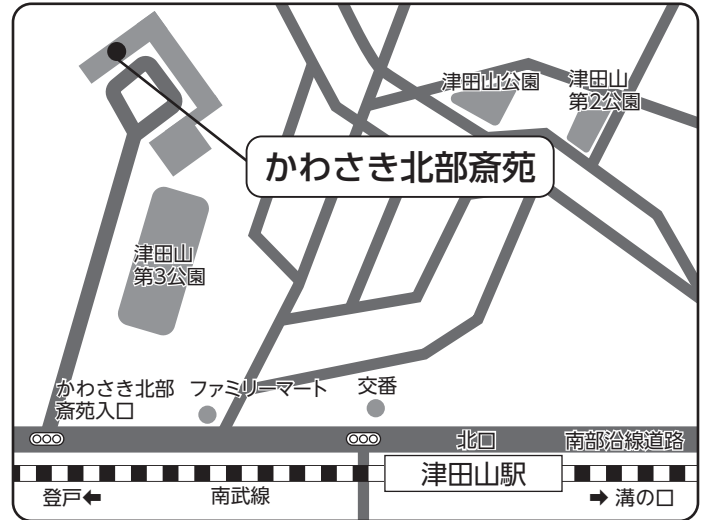 津田山公園
津田山
第2公園
かわさき北部斎苑
津田山
第3公園
かわさき北部
斎苑入口
ファミリーマート
交番
北口
南部沿線道路
津田山駅
登戸⬅
南武線
➡溝の口